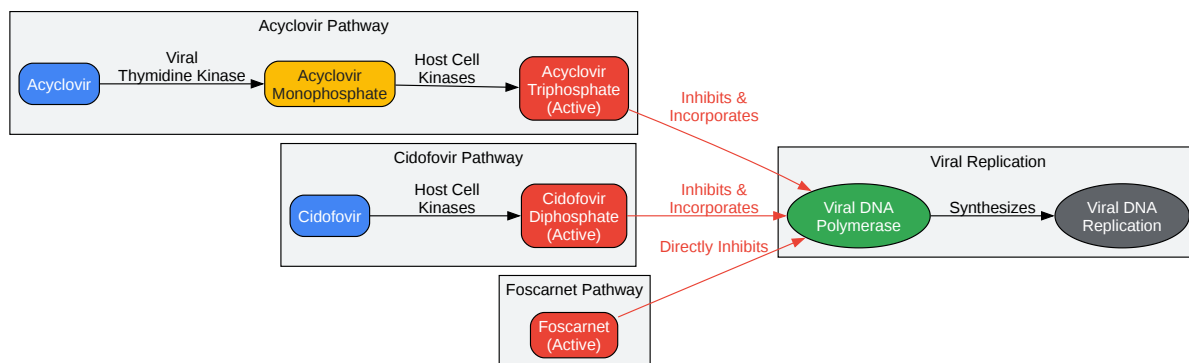 Acyclovir Pathway
Acyclovir
Viral
Thymidine Kinase
Acyclovir
Monophosphate
Host Cell
Kinases
Acyclovir
Triphosphate
(Active)
Inhibits &
Incorporates
Cidofovir Pathway
Cidofovir
Host Cell
Kinases
Cidofovir
Diphosphate
(Active)
Inhibits &
Incorporates
Foscarnet Pathway
Foscarnet
(Active)
Directly Inhibits
Viral Replication
Viral DNA
Polymerase
Synthesizes
Viral DNA
Replication